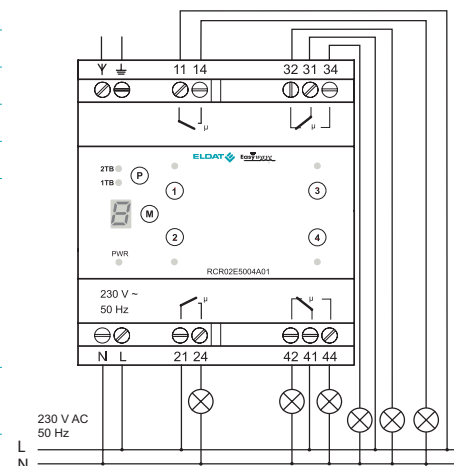 11 14 32 31 34
µ µ
ELDAT Easywave
2TB P
1TB
1 3
8 M
2 4
PWR
RCR02E5004A01
230 V ~ µ µ
50 Hz
N L 21 24 42 41 44
230 V AC
50 Hz
L
N